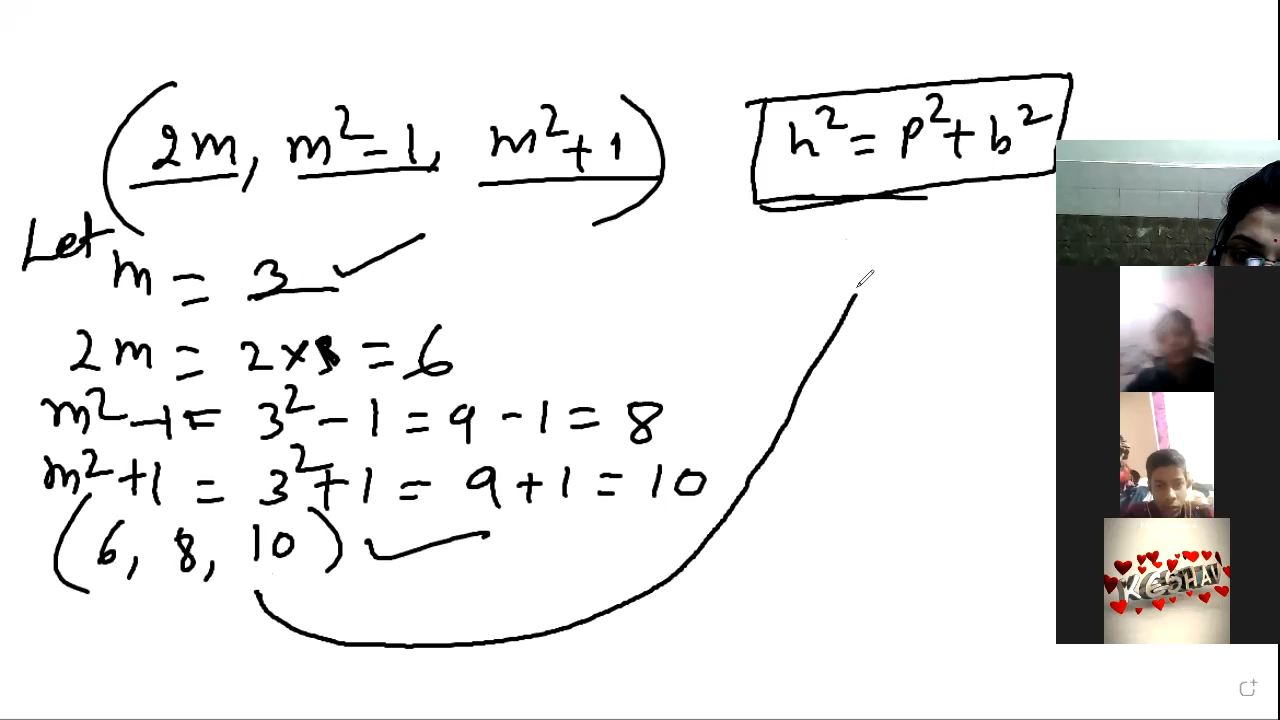 (2m, m²-1, m²+1)
h² = p²+b²
Let
m = 3
2m = 2× = 6
m²-1 = 3²-1 = 9-1 = 8
m²+1 = 3²+1 = 9+1 = 10
(6, 8, 10)
KESHAV